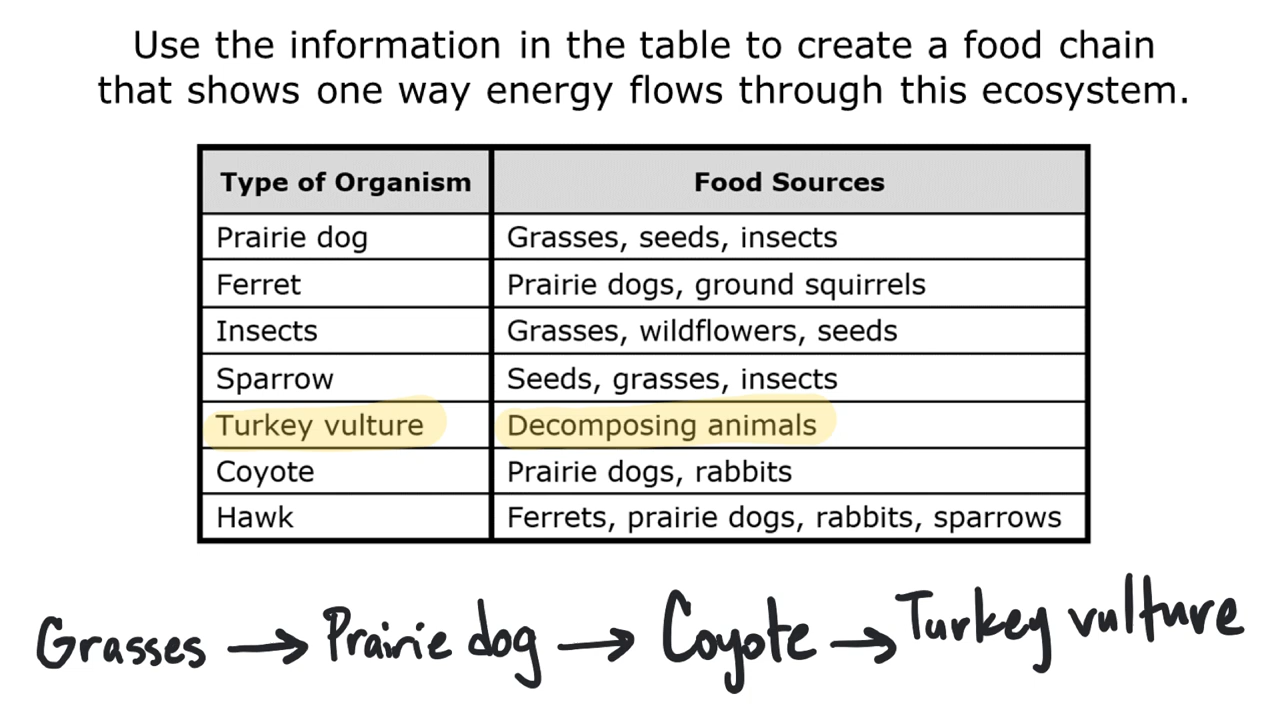 Use the information in the table to create a food chain
that shows one way energy flows through this ecosystem.
Type of Organism Food Sources
Prairie dog Grasses, seeds, insects
Ferret Prairie dogs, ground squirrels
Insects Grasses, wildflowers, seeds
Sparrow Seeds, grasses, insects
Turkey vulture Decomposing animals
Coyote Prairie dogs, rabbits
Hawk Ferrets, prairie dogs, rabbits, sparrows
Grasses → Prairie dog → Coyote → Turkey vulture